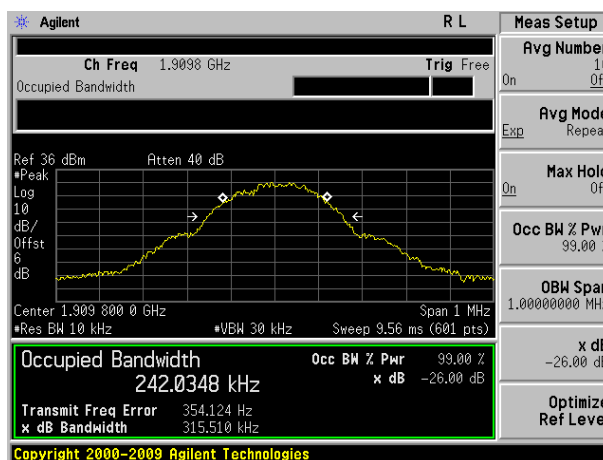 Agilent R L
Meas Setup
Ch Freq 1.9098 GHz Trig Free
Occupied Bandwidth
Avg Number
On
Avg Mode
Exp Repea
Max Hold
On
Occ BW % Pwr
99.00
OBW Span
1.00000000 MH
x dB
-26.00 dB
Optimize
Ref Level
Ref 36 dBm Atten 40 dB
#Peak
Log
10
dB/
Offst
6
dB
Center 1.909 800 0 GHz Span 1 MHz
#Res BW 10 kHz #VBW 30 kHz Sweep 9.56 ms (601 pts)
Occupied Bandwidth Occ BW % Pwr 99.00 %
242.0348 kHz x dB -26.00 dB
Transmit Freq Error 354.124 Hz
x dB Bandwidth 315.510 kHz
Copyright 2000-2009 Agilent Technologies